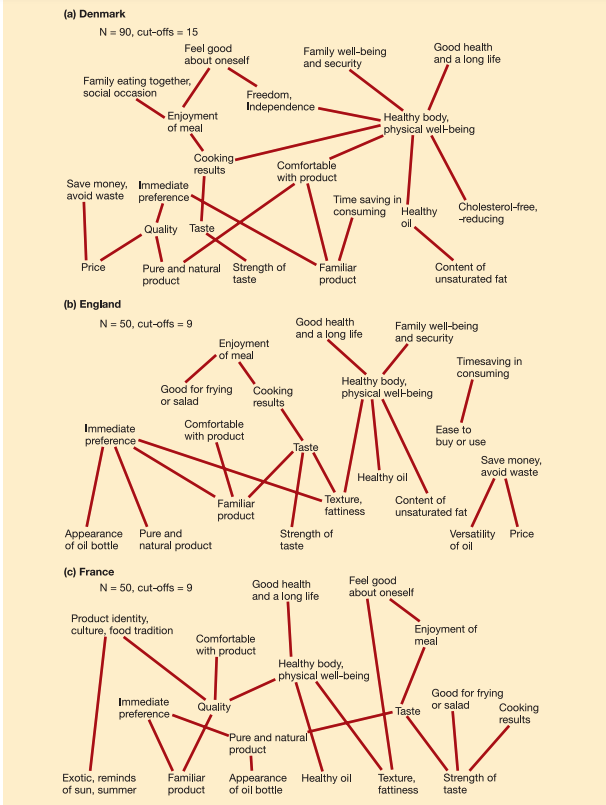 (a) Denmark
N = 90, cut-offs = 15
Feel good
about oneself
Family well-being
and security
Good health
and a long life
Family eating together,
social occasion
Freedom,
Independence
Enjoyment
of meal
Healthy body,
physical well-being
Cooking
results
Comfortable
with product
Save money,
avoid waste
Immediate
preference
Time saving in
consuming
Healthy
oil
Cholesterol-free,
-reducing
Quality
Taste
Price
Pure and natural
product
Strength of
taste
Familiar
product
Content of
unsaturated fat
(b) England
N = 50, cut-offs = 9
Good health
and a long life
Family well-being
and security
Enjoyment
of meal
Timesaving in
consuming
Good for frying
or salad
Cooking
results
Healthy body,
physical well-being
Immediate
preference
Comfortable
with product
Taste
Ease to
buy or use
Save money,
avoid waste
Healthy oil
Familiar
product
Texture,
fattiness
Content of
unsaturated fat
Appearance
of oil bottle
Pure and
natural product
Strength of
taste
Versatility
of oil
Price
(c) France
N = 50, cut-offs = 9
Good health
and a long life
Feel good
about oneself
Product identity,
culture, food tradition
Comfortable
with product
Enjoyment of
meal
Healthy body,
physical well-being
Immediate
preference
Quality
Taste
Good for frying
or salad
Cooking
results
Pure and natural
product
Exotic, reminds
of sun, summer
Familiar
product
Appearance
of oil bottle
Healthy oil
Texture,
fattiness
Strength of
taste